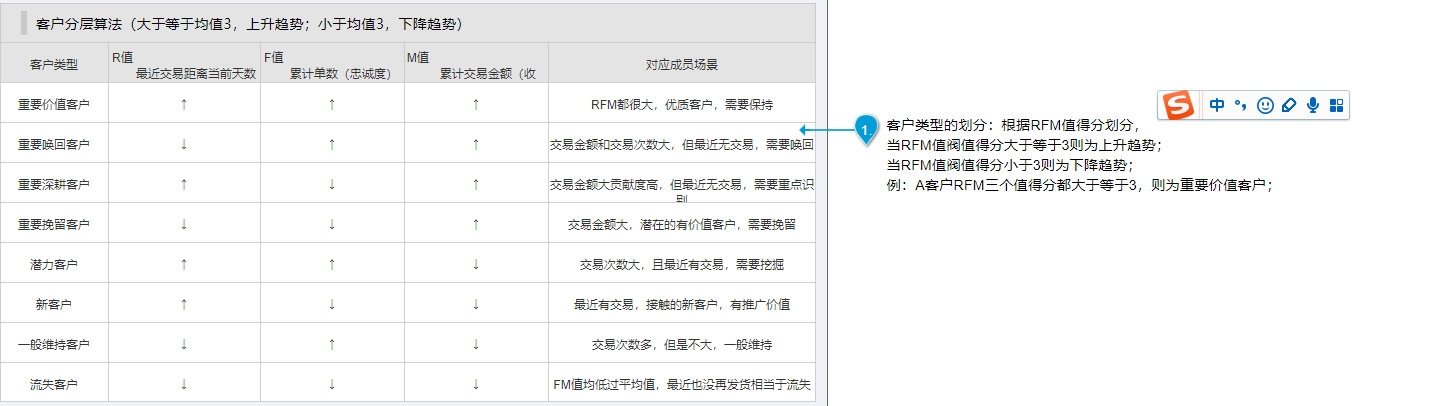 客户分层算法（大于等于均值3，上升趋势；小于均值3，下降趋势）
客户类型 R值 最近交易距离当前天数 F值 累计单数（忠诚度） M值 累计交易金额（收 对应成员场景
重要价值客户 ↑ ↑ ↑ RFM都很大，优质客户，需要保持
重要唤回客户 ↓ ↑ ↑ 交易金额和交易次数大，但最近无交易，需要唤回
重要深耕客户 ↑ ↓ ↑ 交易金额大贡献度高，但最近无交易，需要重点识别
重要挽留客户 ↓ ↓ ↑ 交易金额大，潜在的有价值客户，需要挽留
潜力客户 ↑ ↑ ↓ 交易次数大，且最近有交易，需要挖掘
新客户 ↑ ↓ ↓ 最近有交易，接触的新客户，有推广价值
一般维持客户 ↓ ↑ ↓ 交易次数多，但是不大，一般维持
流失客户 ↓ ↓ ↓ FM值均低过平均值，最近也没再发货相当于流失
1.
客户类型的划分：根据RFM值得分划分，
当RFM值阀值得分大于等于3则为上升趋势；
当RFM值阀值得分小于3则为下降趋势；
例：A客户RFM三个值得分都大于等于3，则为重要价值客户；
S 中